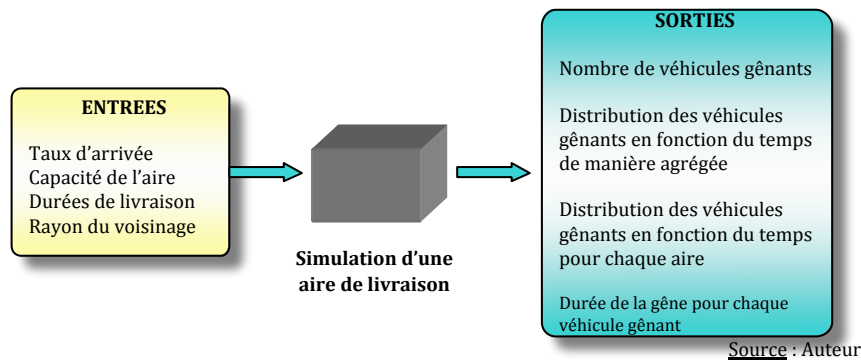 ENTREES
Taux d'arrivée
Capacité de l'aire
Durées de livraison
Rayon du voisinage
Simulation d'une
aire de livraison
SORTIES
Nombre de véhicules gênants
Distribution des véhicules
gênants en fonction du temps
de manière agrégée
Distribution des véhicules
gênants en fonction du temps
pour chaque aire
Durée de la gêne pour chaque
véhicule gênant
Source : Auteur